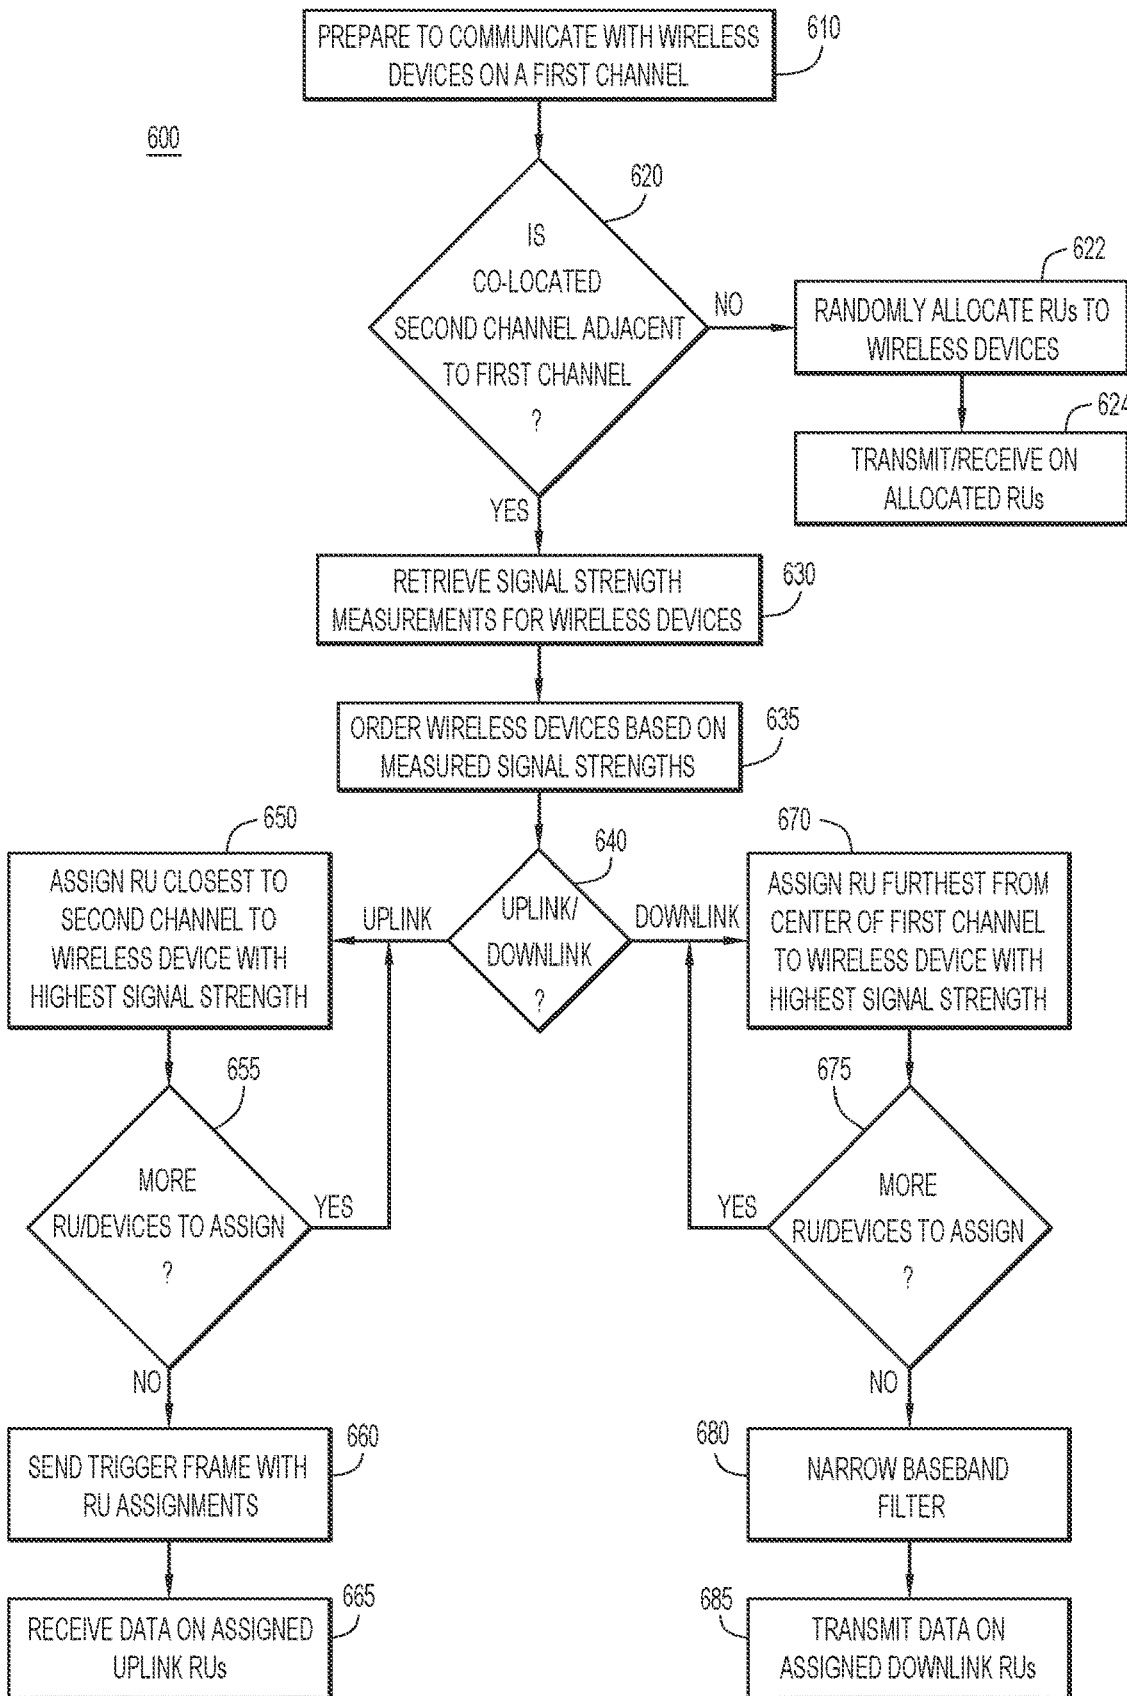 PREPARE TO COMMUNICATE WITH WIRELESS
DEVICES ON A FIRST CHANNEL
610
600
620
IS
CO-LOCATED
SECOND CHANNEL ADJACENT
TO FIRST CHANNEL
?
NO
622
RANDOMLY ALLOCATE RUs TO
WIRELESS DEVICES
624
TRANSMIT/RECEIVE ON
ALLOCATED RUs
YES
RETRIEVE SIGNAL STRENGTH
MEASUREMENTS FOR WIRELESS DEVICES
630
ORDER WIRELESS DEVICES BASED ON
MEASURED SIGNAL STRENGTHS
635
640
UPLINK/
DOWNLINK
?
UPLINK
DOWNLINK
650
ASSIGN RU CLOSEST TO
SECOND CHANNEL TO
WIRELESS DEVICE WITH
HIGHEST SIGNAL STRENGTH
670
ASSIGN RU FURTHEST FROM
CENTER OF FIRST CHANNEL
TO WIRELESS DEVICE WITH
HIGHEST SIGNAL STRENGTH
655
MORE
RU/DEVICES TO ASSIGN
?
YES
675
MORE
RU/DEVICES TO ASSIGN
?
YES
NO
NO
SEND TRIGGER FRAME WITH
RU ASSIGNMENTS
660
680
NARROW BASEBAND
FILTER
RECEIVE DATA ON ASSIGNED
UPLINK RUs
665
685
TRANSMIT DATA ON
ASSIGNED DOWNLINK RUs